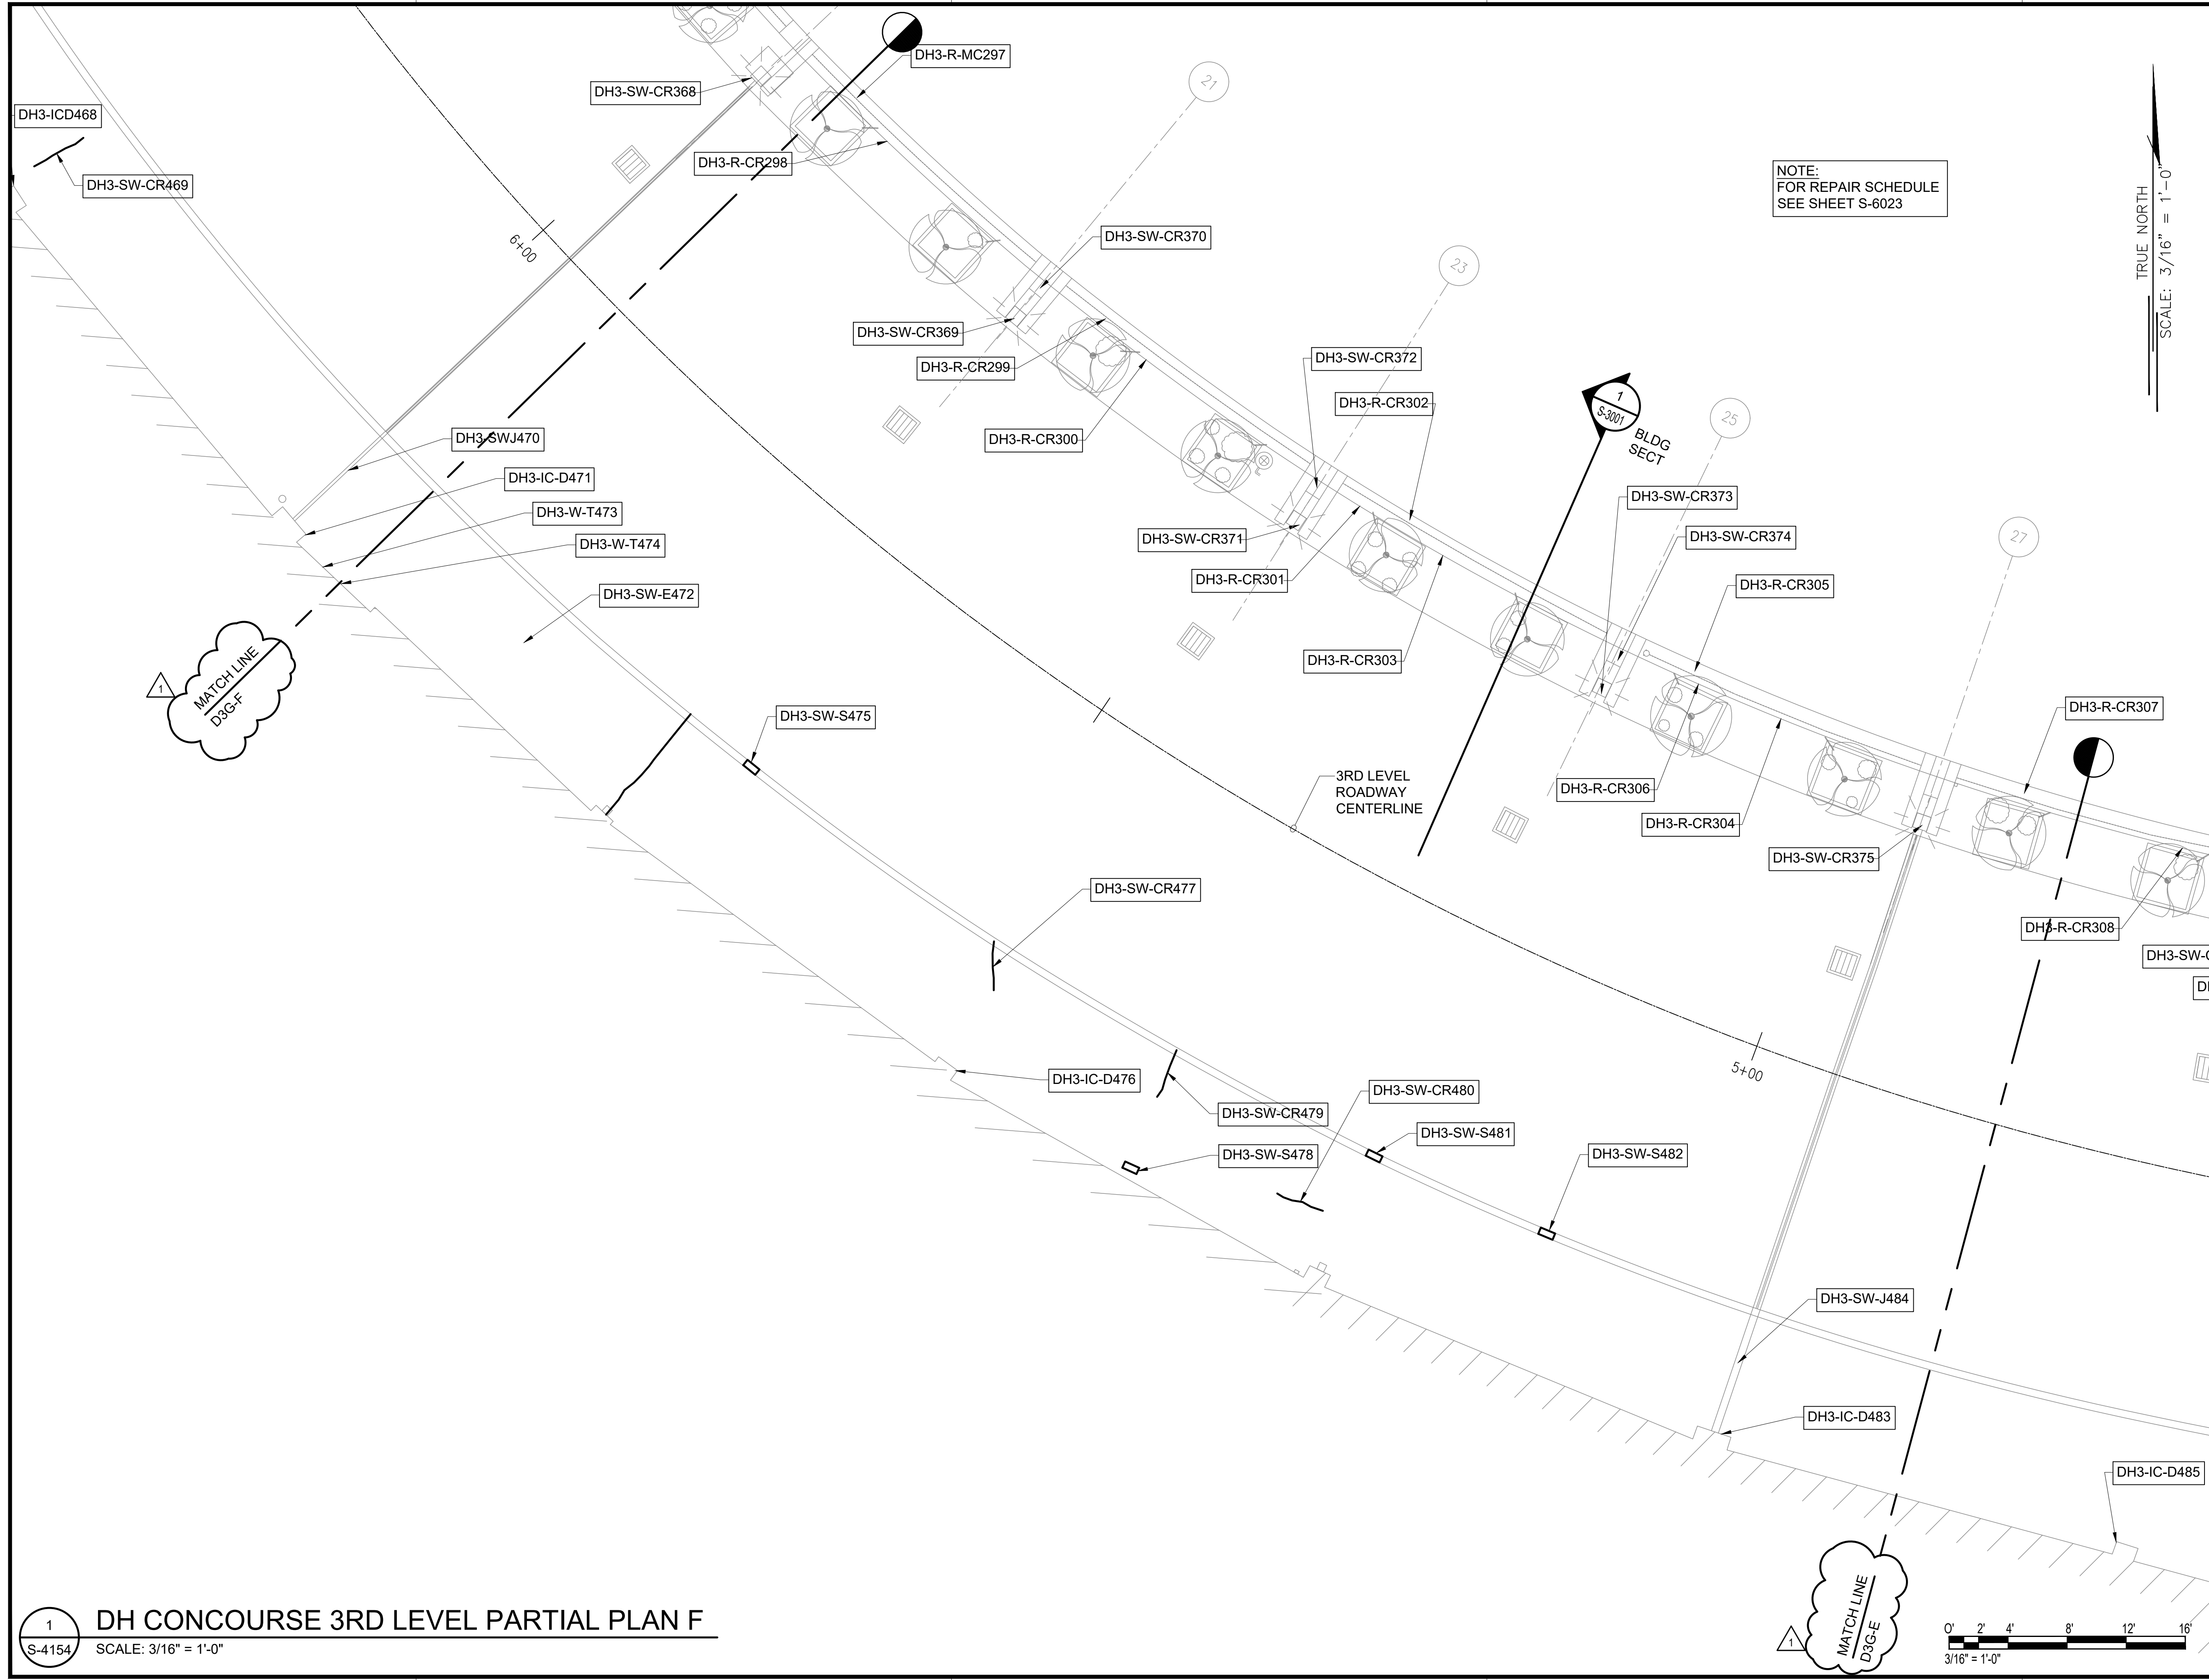 DH3-R-MC297
DH3-SW-CR368
21
DH3-ICD468
DH3-R-CR298
DH3-SW-CR469
NOTE:
FOR REPAIR SCHEDULE
SEE SHEET S-6023
TRUE NORTH
SCALE: 3/16" = 1'-0"
6+00
DH3-SW-CR370
23
DH3-SW-CR369
DH3-R-CR299
DH3-SW-CR372
DH3-R-CR302
1
S-3001
BLDG
SECT
25
DH3-R-CR300
DH3-SWJ470
DH3-IC-D471
DH3-W-T473
DH3-W-T474
DH3-SW-CR373
DH3-SW-CR374
27
DH3-SW-CR371
DH3-R-CR301
DH3-R-CR305
DH3-SW-E472
DH3-R-CR303
MATCH LINE
D3G-F
1
DH3-SW-S475
DH3-R-CR307
3RD LEVEL
ROADWAY
CENTERLINE
DH3-R-CR306
DH3-R-CR304
DH3-SW-CR375
DH3-SW-CR477
DH3-R-CR308
DH3-SW-C
DH
5+00
DH3-IC-D476
DH3-SW-CR480
DH3-SW-CR479
DH3-SW-S481
DH3-SW-S478
DH3-SW-S482
DH3-SW-J484
DH3-IC-D483
DH3-IC-D485
MATCH LINE
D3G-E
1
1
S-4154
DH CONCOURSE 3RD LEVEL PARTIAL PLAN F
SCALE: 3/16" = 1'-0"
0' 2' 4' 8' 12' 16'
3/16" = 1'-0"